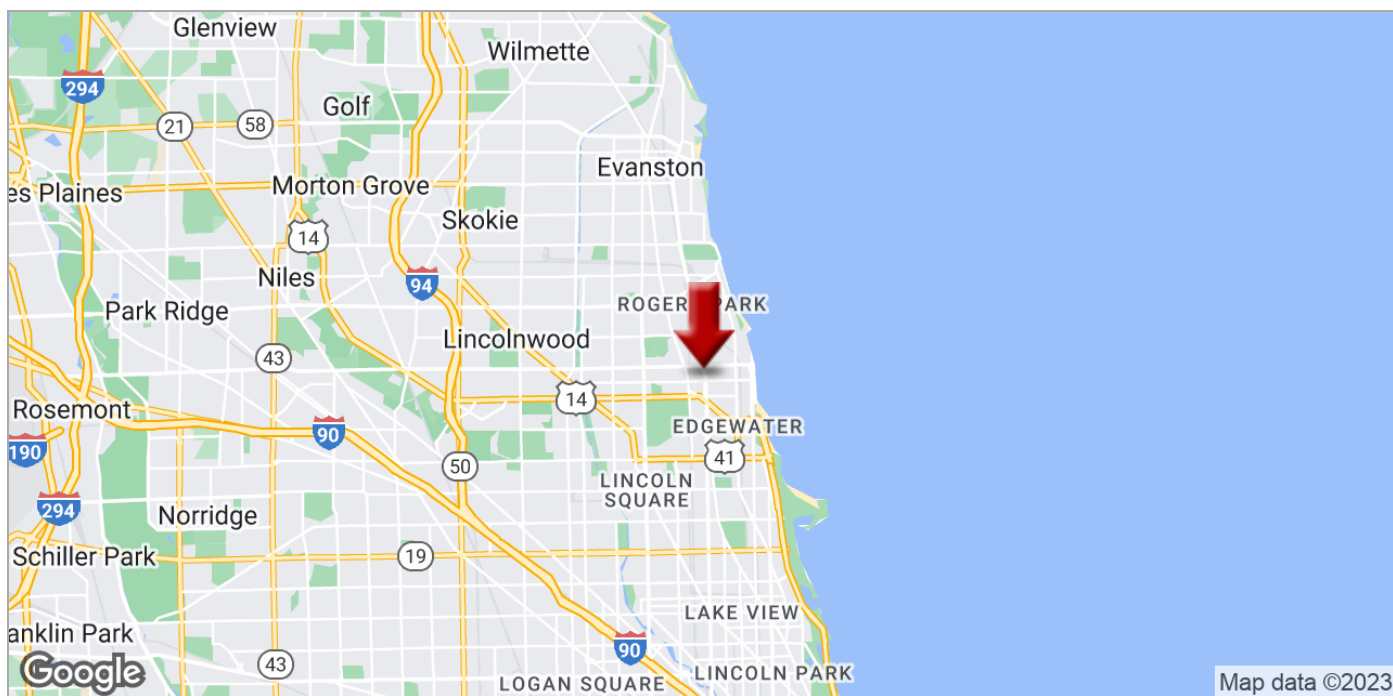 Glenview
Wilmette
294
Golf
21
58
Evanston
es Plaines
Morton Grove
Skokie
14
Niles
94
Park Ridge
ROGER PARK
Lincolnwood
43
Rosemont
14
EDGEWATER
90
190
41
50
LINCOLN
SQUARE
294
Norridge
Schiller Park
19
LAKE VIEW
anklin Park
90
43
LINCOLN PARK
LOGAN SQUARE
Google
Map data ©2023